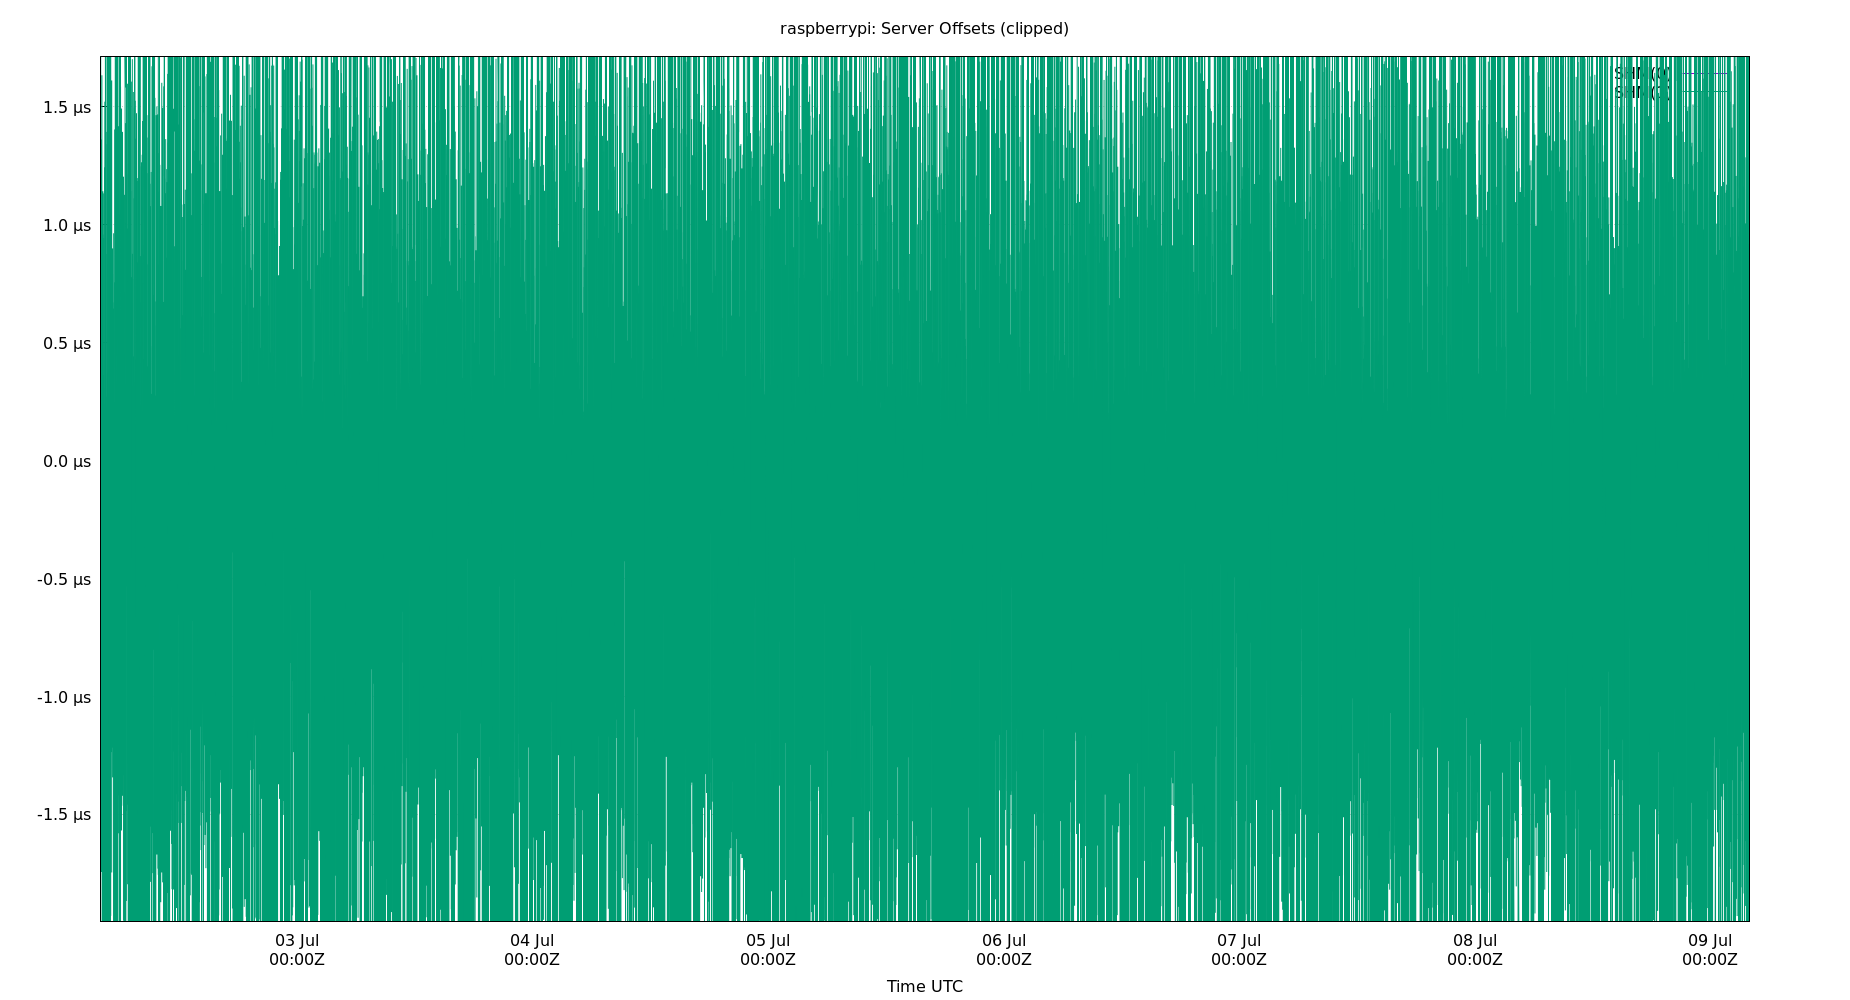 raspberrypi: Server Offsets (clipped)
SHM(0)
1.5 µs
1.0 µs
0.5 µs
0.0 µs
-0.5 µs
-1.0 µs
-1.5 µs
03 Jul 04 Jul 05 Jul 06 Jul 07 Jul 08 Jul 09 Jul
00:00Z 00:00Z 00:00Z 00:00Z 00:00Z 00:00Z 00:00Z
Time UTC